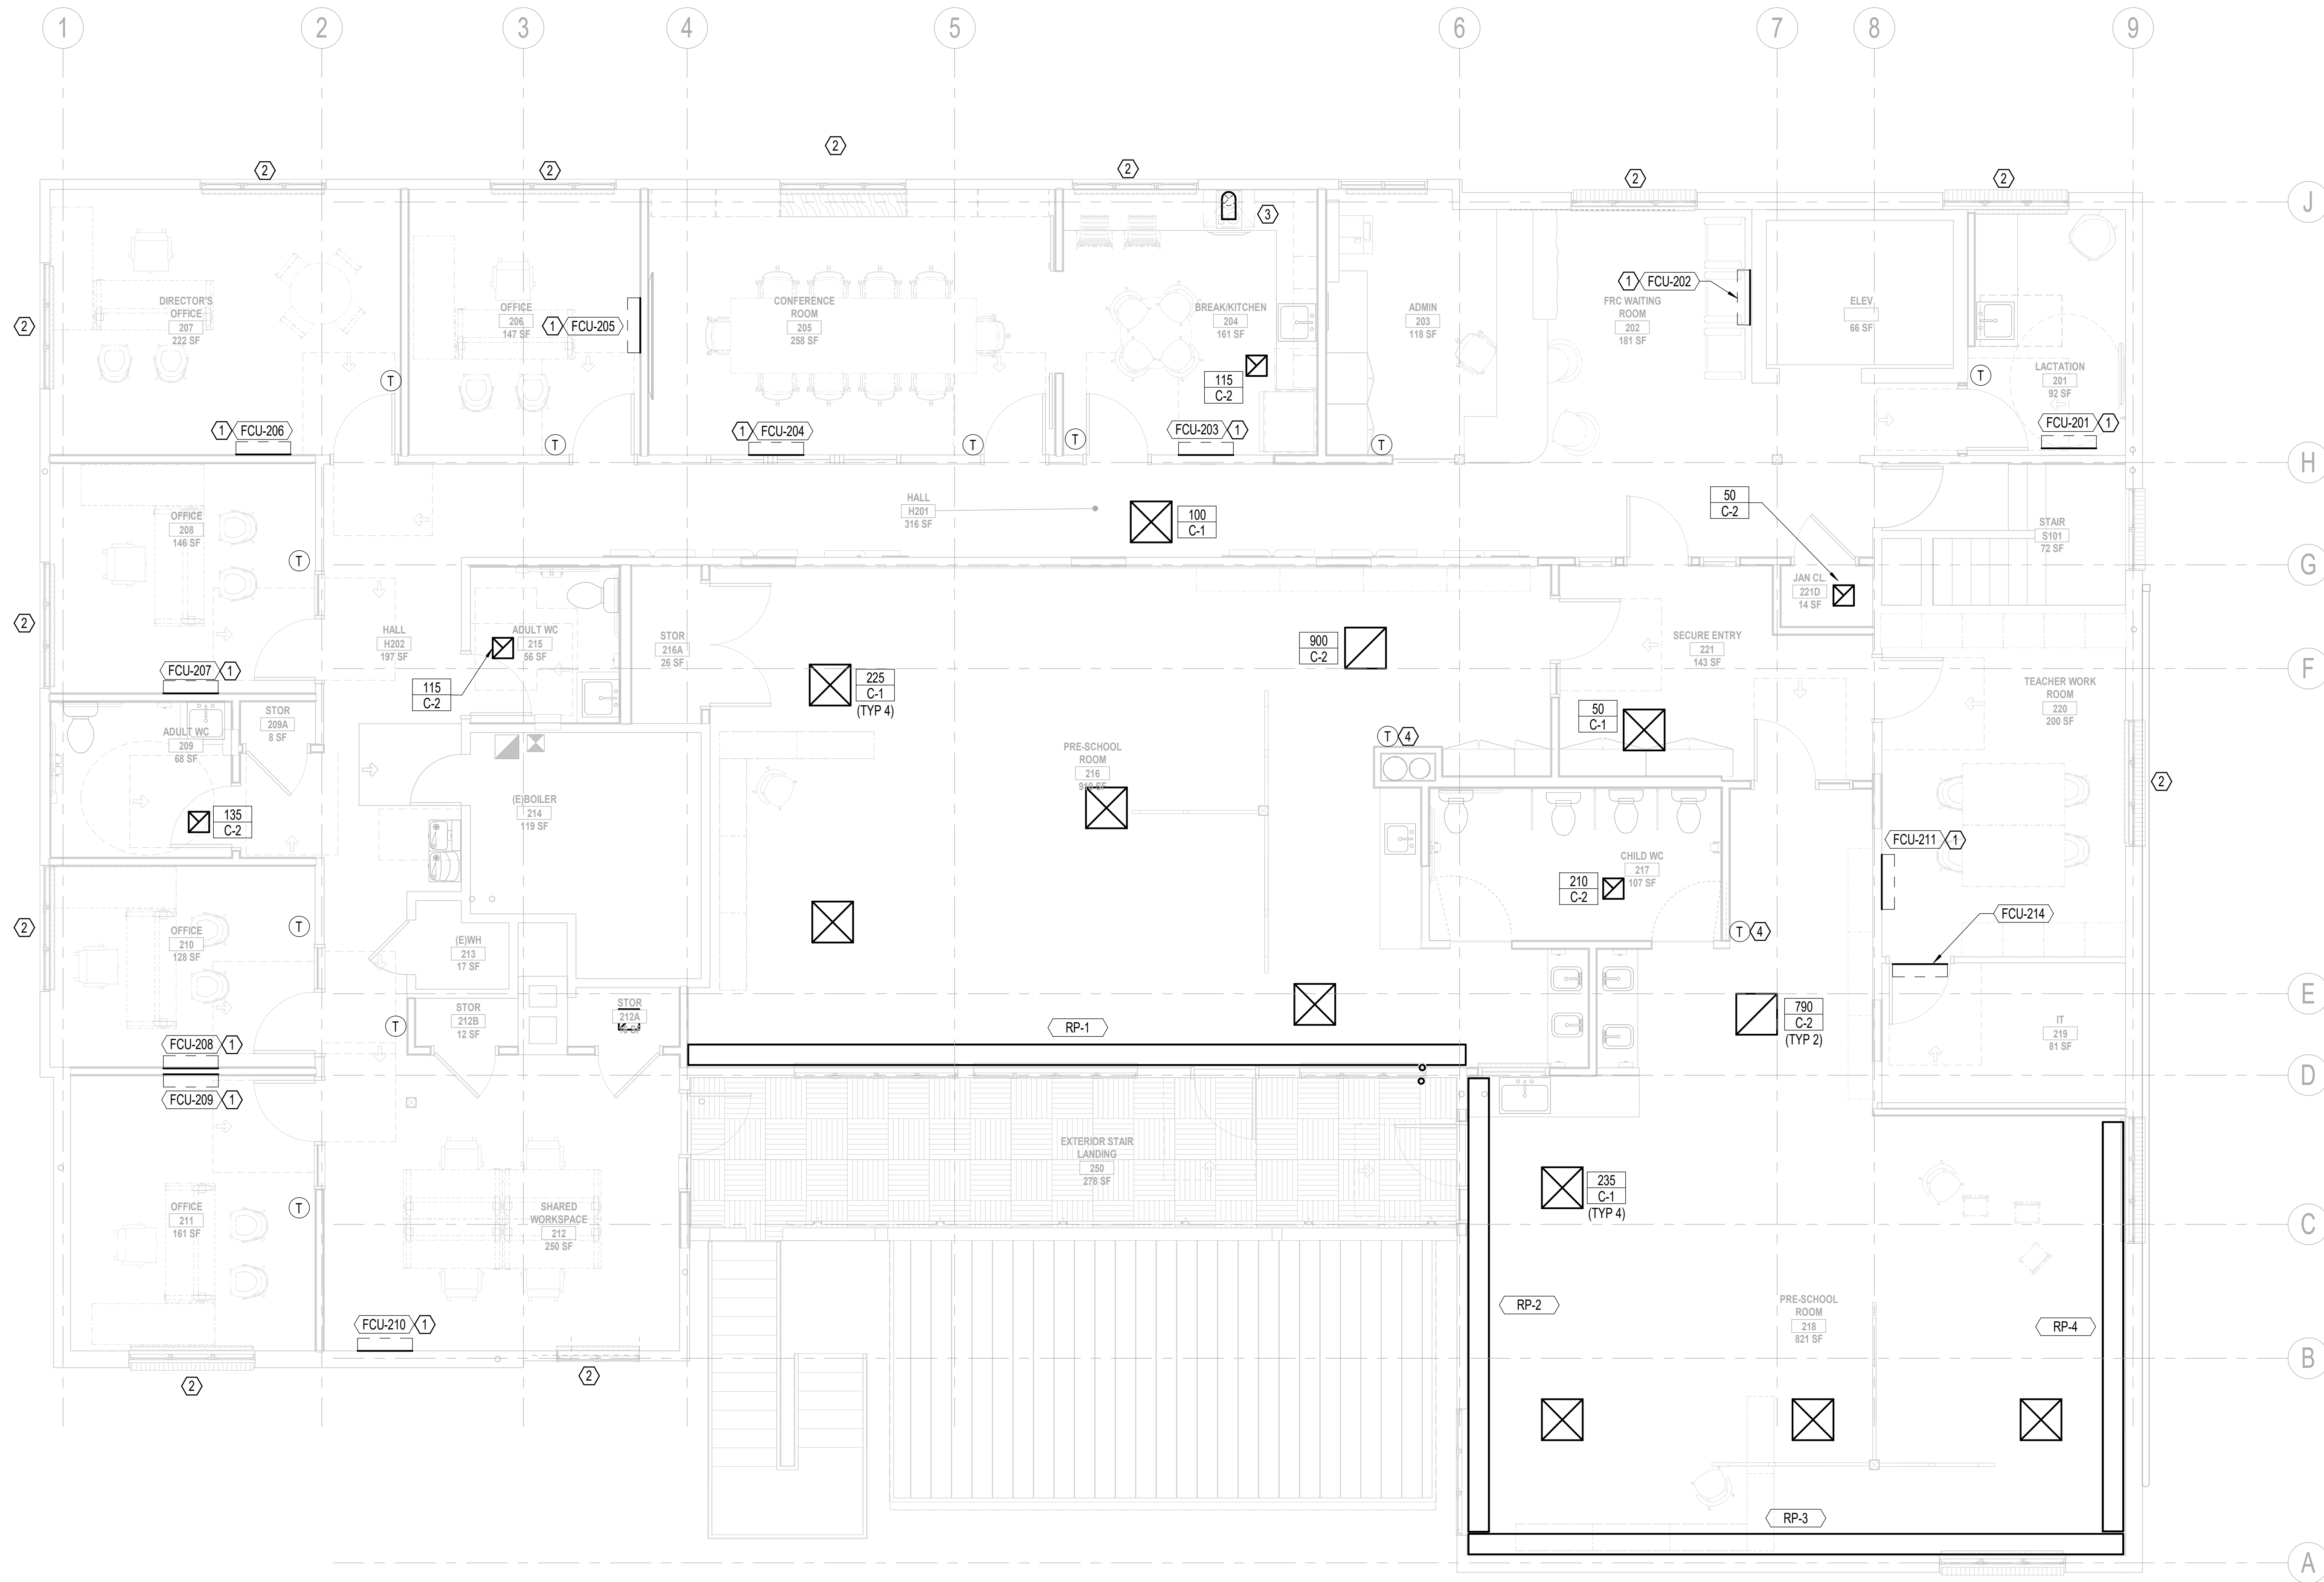 1
2
3
4
5
6
7
8
9
2
2
2
2
2
2
J
3
DIRECTOR'S
OFFICE
207
222 SF
2
OFFICE
206
147 SF
1
FCU-205
CONFERENCE
ROOM
205
258 SF
BREAK/KITCHEN
204
161 SF
115
C-2
ADMIN
203
118 SF
FRC WAITING
ROOM
202
181 SF
1
FCU-202
ELEV
66 SF
LACTATION
201
92 SF
T
T
T
T
T
T
1
FCU-206
1
FCU-204
FCU-203
1
FCU-201
1
H
HALL
H201
316 SF
100
C-1
50
C-2
OFFICE
208
146 SF
T
2
STAIR
S101
72 SF
G
JAN CL.
221D
14 SF
HALL
H202
197 SF
ADULT WC
215
56 SF
115
C-2
STOR
216A
26 SF
900
C-2
SECURE ENTRY
221
143 SF
F
FCU-207
1
225
C-1
(TYP 4)
TEACHER WORK
ROOM
220
200 SF
STOR
209A
8 SF
ADULT WC
209
68 SF
50
C-1
T
4
PRE-SCHOOL
ROOM
216
2
135
C-2
(E)BOILER
214
119 SF
FCU-211
1
CHILD WC
217
107 SF
210
C-2
2
OFFICE
210
128 SF
T
FCU-214
T
4
(E)WH
213
17 SF
E
STOR
212B
12 SF
STOR
212A
T
790
C-2
(TYP 2)
IT
219
81 SF
RP-1
FCU-208
1
D
FCU-209
1
EXTERIOR STAIR
LANDING
250
278 SF
235
C-1
(TYP 4)
OFFICE
211
161 SF
T
SHARED
WORKSPACE
212
250 SF
C
RP-2
PRE-SCHOOL
ROOM
218
821 SF
RP-4
FCU-210
1
B
2
2
RP-3
A